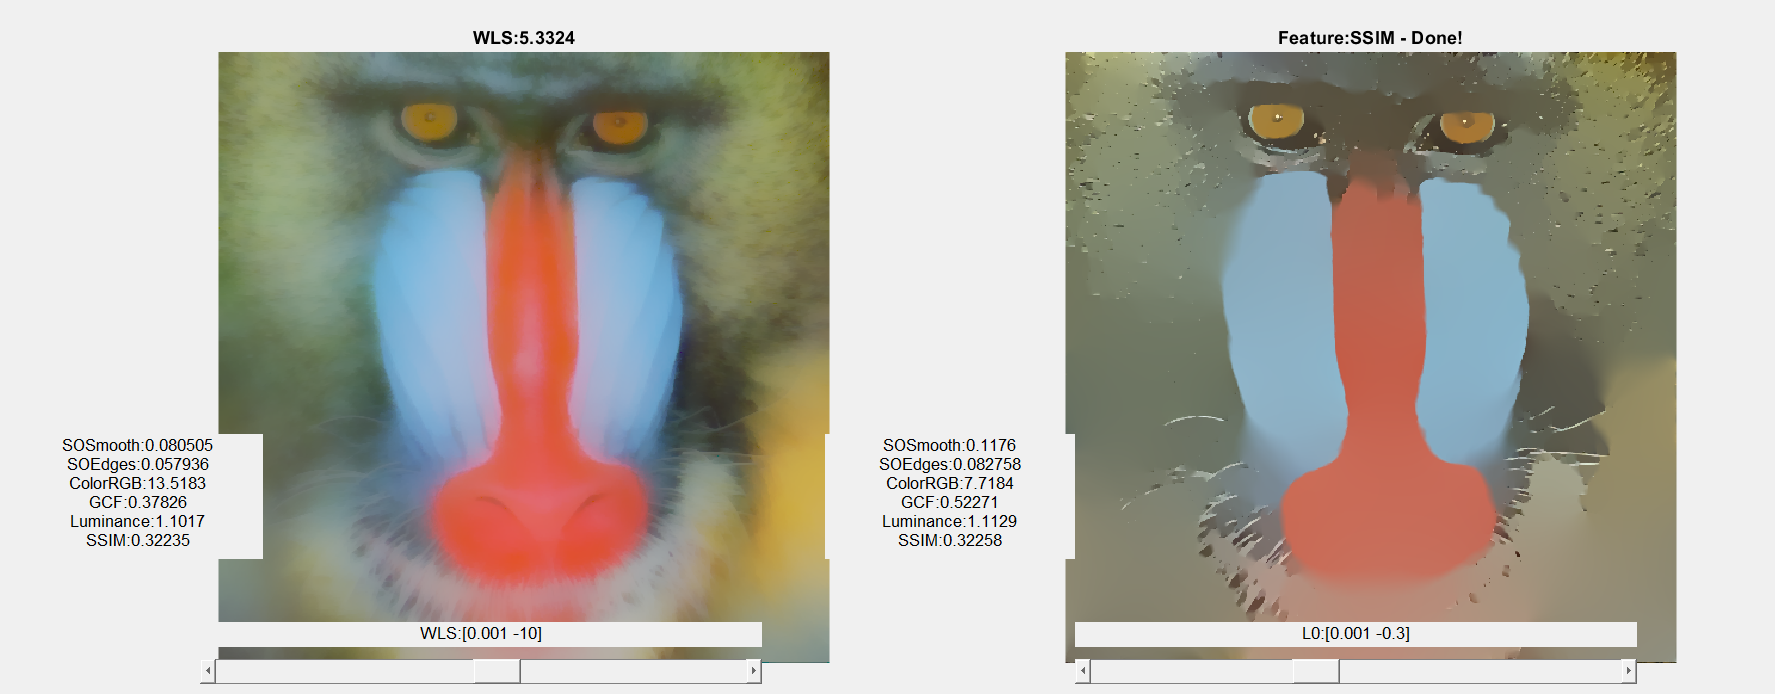 WLS:5.3324
SOSmooth:0.080505
SOEdges:0.057936
ColorRGB:13.5183
GCF:0.37826
Luminance:1.1017
SSIM:0.32235
WLS:[0.001 -10]
Feature:SSIM - Done!
SOSmooth:0.1176
SOEdges:0.082758
ColorRGB:7.7184
GCF:0.52271
Luminance:1.1129
SSIM:0.32258
L0:[0.001 -0.3]